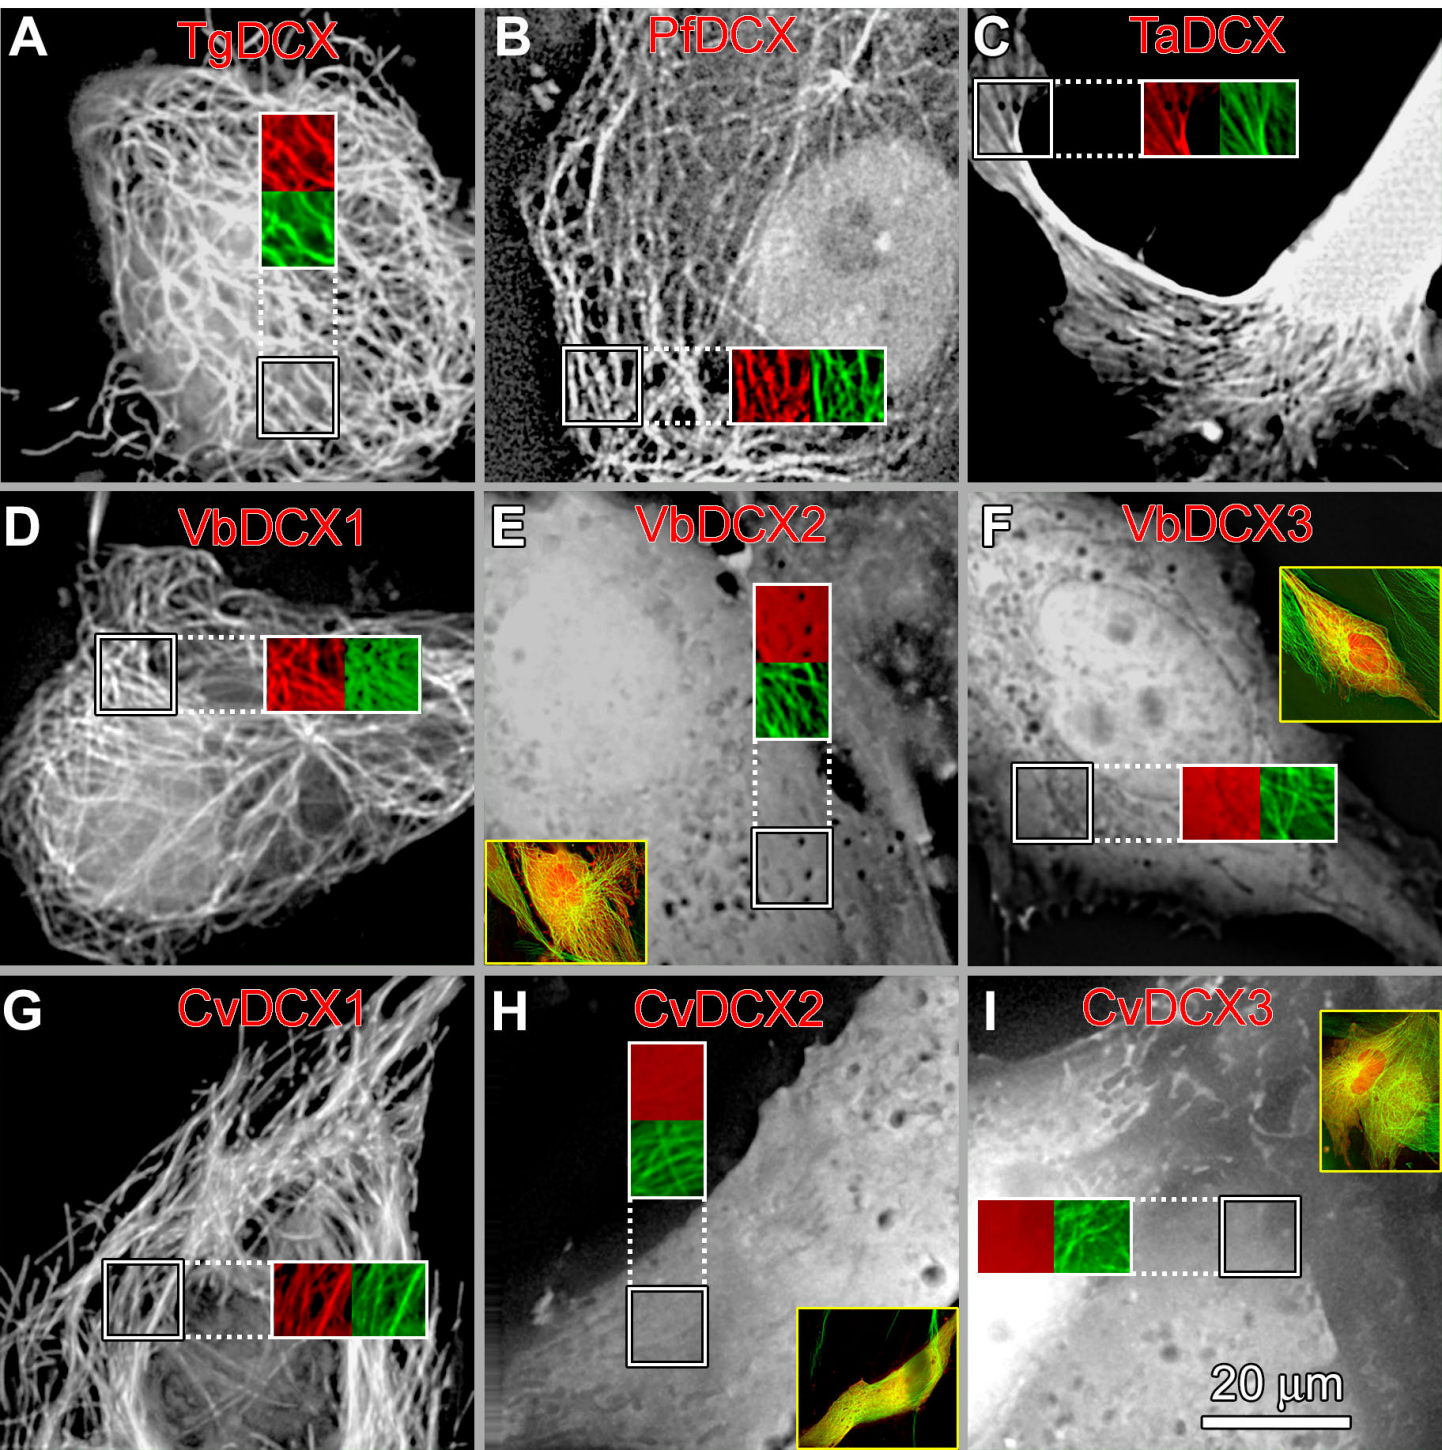 A TgDCX
B PfDCX
C TaDCX
D VbDCX1
E VbDCX2
F VbDCX3
G CvDCX1
H CvDCX2
I CvDCX3
20 μm